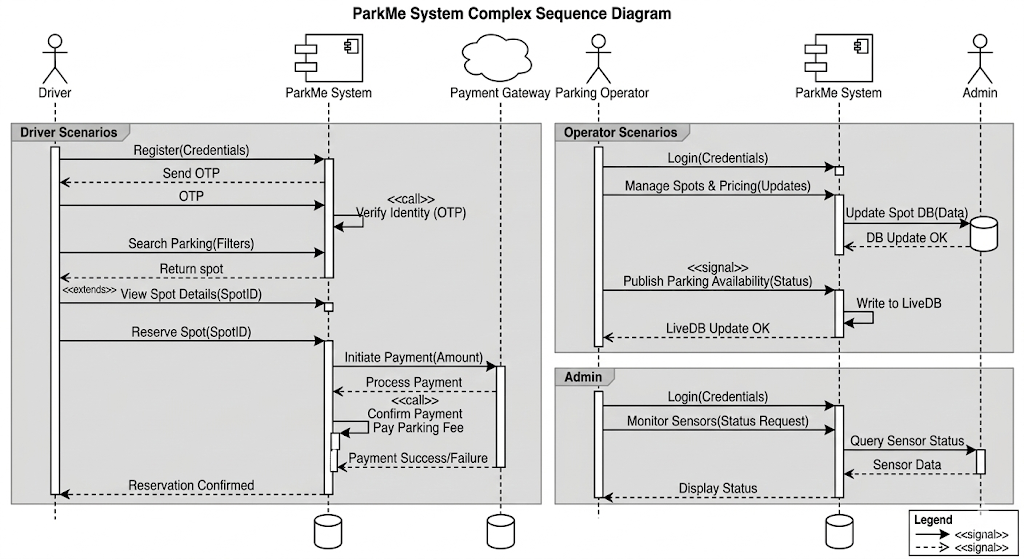 ParkMe System Complex Sequence Diagram
Driver
ParkMe System
Payment Gateway
Parking Operator
ParkMe System
Admin
Driver Scenarios
Register(Credentials)
Send OTP
OTP
<<call>>
Verify Identity (OTP)
Search Parking(Filters)
Return spot
<<extends>>
View Spot Details(SpotID)
Reserve Spot(SpotID)
Initiate Payment(Amount)
Process Payment
<<call>>
Confirm Payment
Pay Parking Fee
Payment Success/Failure
Reservation Confirmed
Operator Scenarios
Login(Credentials)
Manage Spots & Pricing(Updates)
Update Spot DB(Data)
DB Update OK
<<signal>>
Publish Parking Availability(Status)
Write to LiveDB
LiveDB Update OK
Admin
Login(Credentials)
Monitor Sensors(Status Request)
Query Sensor Status
Sensor Data
Display Status
Legend
<<signal>>
<<signal>>